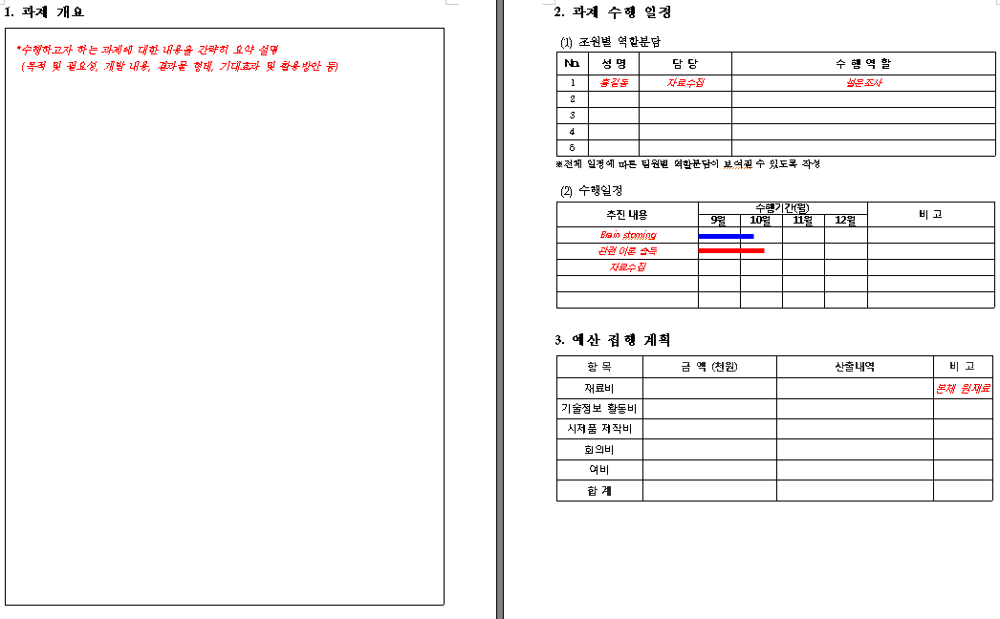 1. 과제 개요
*수행하고자 하는 과제에 대한 내용을 간략히 요약 설명
(목적 및 필요성, 개발 내용, 결과물 형태, 기대효과 및 활용방안 등)
2. 과제 수행 일정
(1) 조원별 역할분담
No. 성 명 담 당 수 행 역 할
1 홍길동 자료수집 설문조사
2
3
4
5
※전체 일정에 따른 팀원별 역할분담이 보여질 수 있도록 작성
(2) 수행일정
추진 내용 수행기간(월) 비 고
9월 10월 11월 12월
Brain stoming
관련 이론 습득
자료수집
3. 예산 집행 계획
항 목 금 액 (천원) 산출내역 비 고
재료비 본체 원재료
기술정보 활동비
시제품 제작비
회의비
여비
합 계